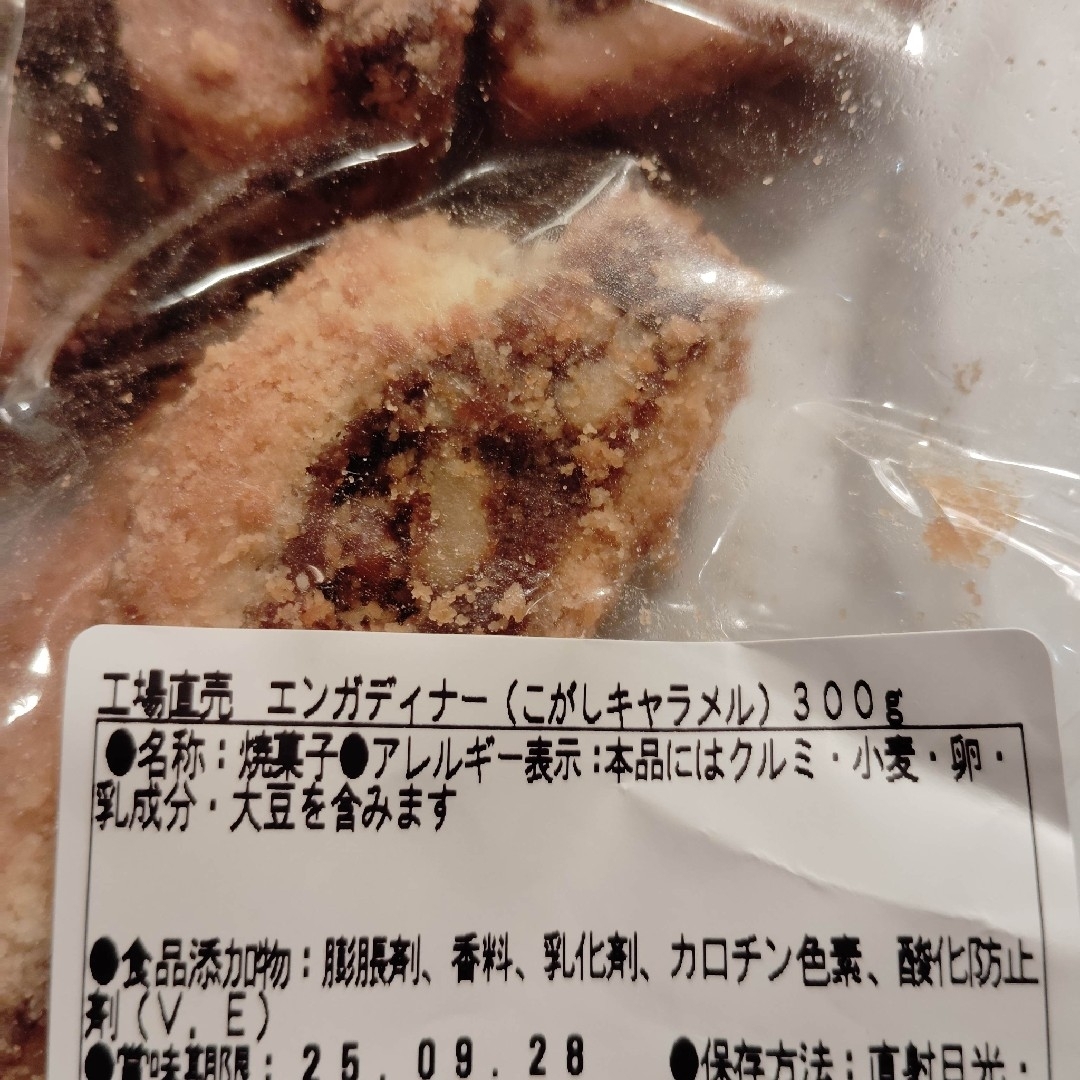 工場直売　エンガディナー（こがしキャラメル）３００ｇ
●名称：焼菓子●アレルギー表示：本品にはクルミ・小麦・卵・
乳成分・大豆を含みます
●食品添加物：膨脹剤、香料、乳化剤、カロチン色素、酸化防止
剤（Ｖ．Ｅ）
●賞味期限：２５．０９．２８　●保存方法：直射日光・